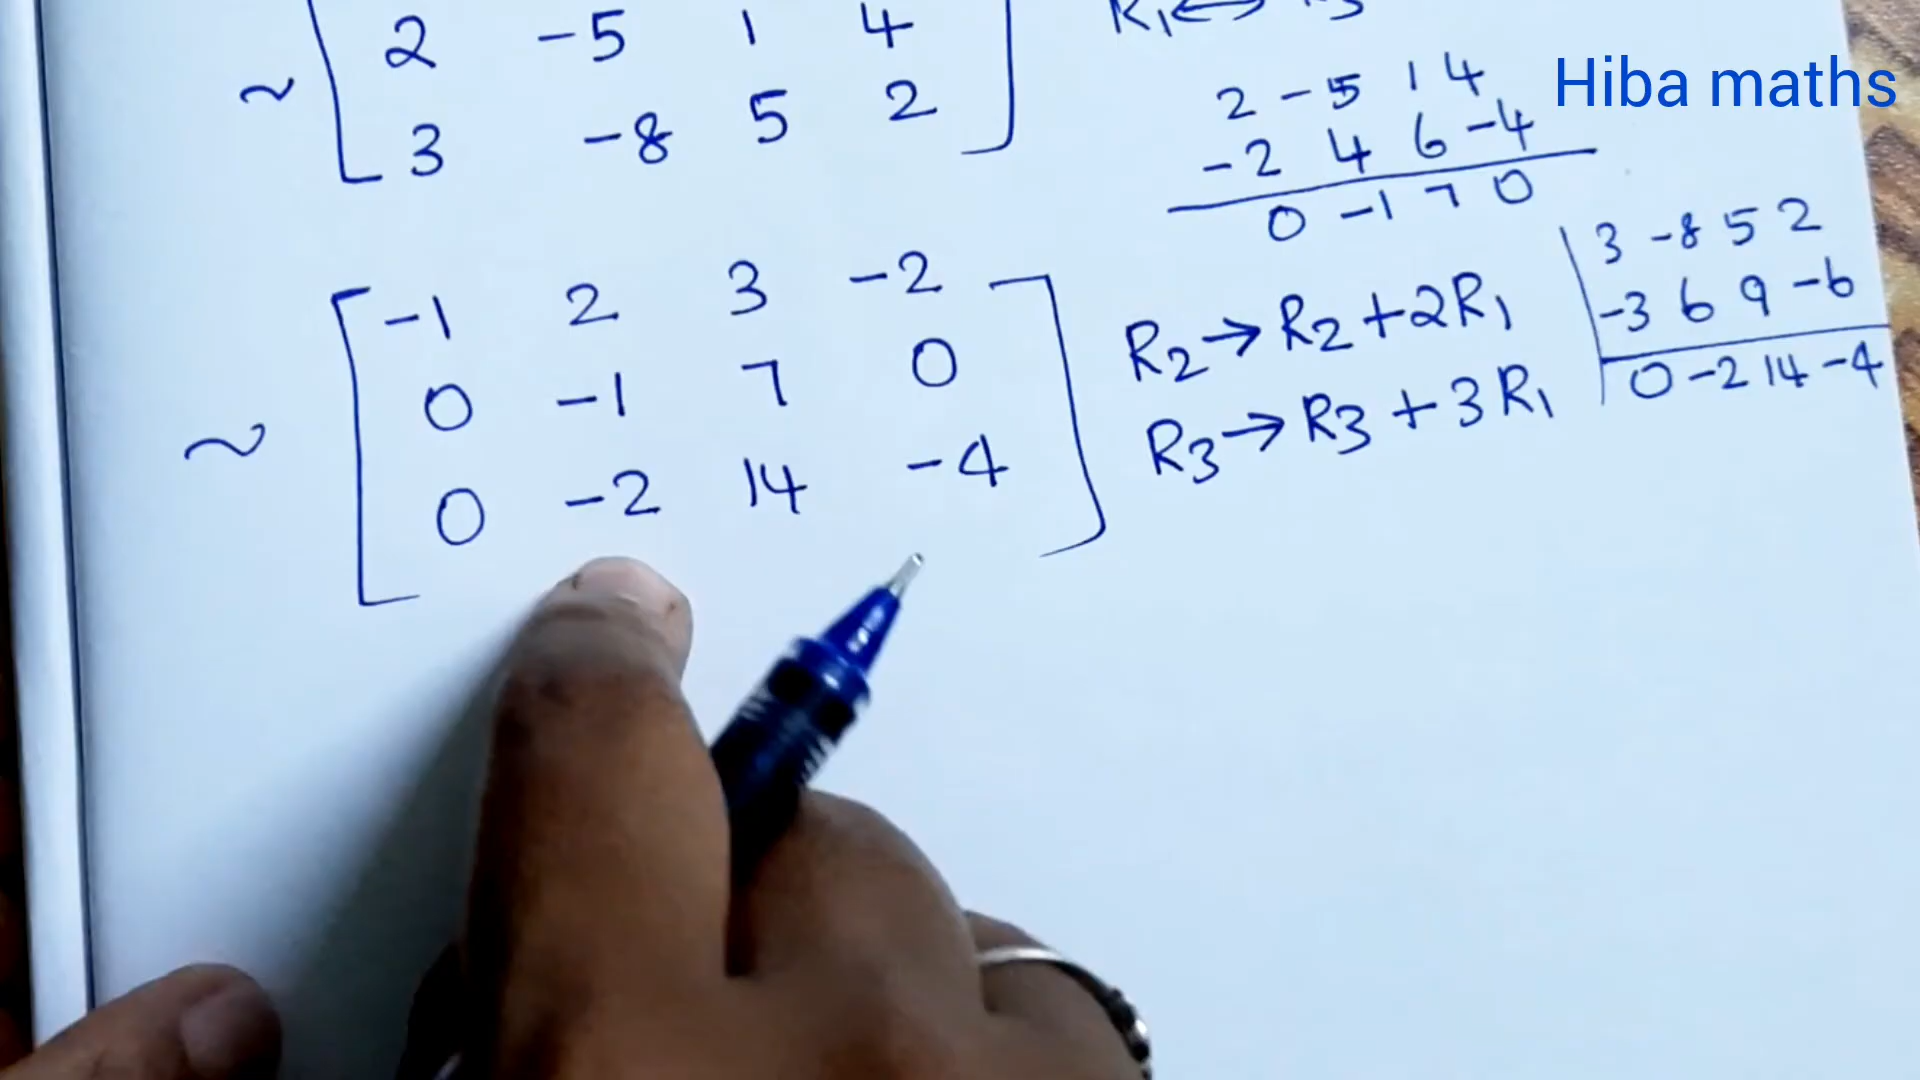 2 -5 1 4
~
3 -8 5 2
R1 ↔
Hiba maths
2 -5 1 4
-2 4 6 -4
0 -1 7 0
3 -8 5 2
-3 6 9 -6
0 -2 14 -4
-1 2 3 -2
~ 0 -1 7 0
0 -2 14 -4
R2→R2+2R1
R3→R3+3R1